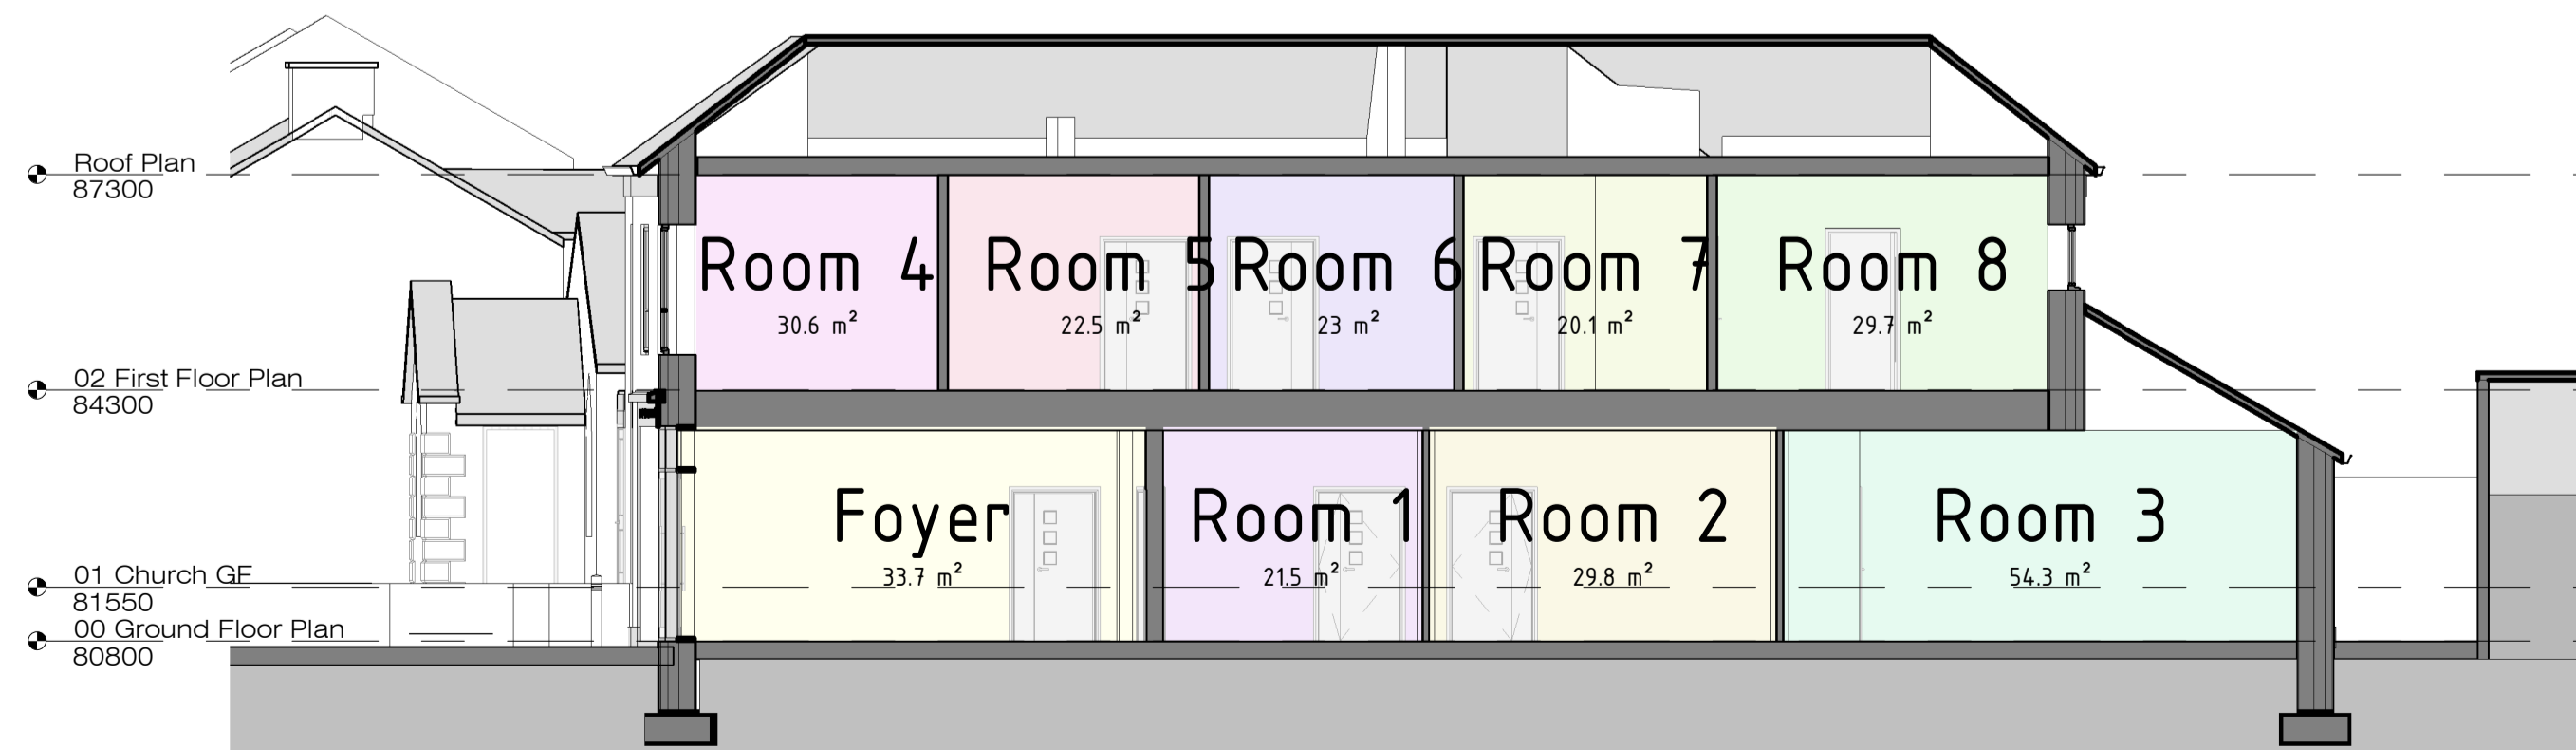 Roof Plan
87300
Room 4
30.6 m²
Room 5
22.5 m²
Room 6
23 m²
Room 7
20.1 m²
Room 8
29.7 m²
02 First Floor Plan
84300
Foyer
33.7 m²
Room 1
21.5 m²
Room 2
29.8 m²
Room 3
54.3 m²
01 Church GF
81550
00 Ground Floor Plan
80800